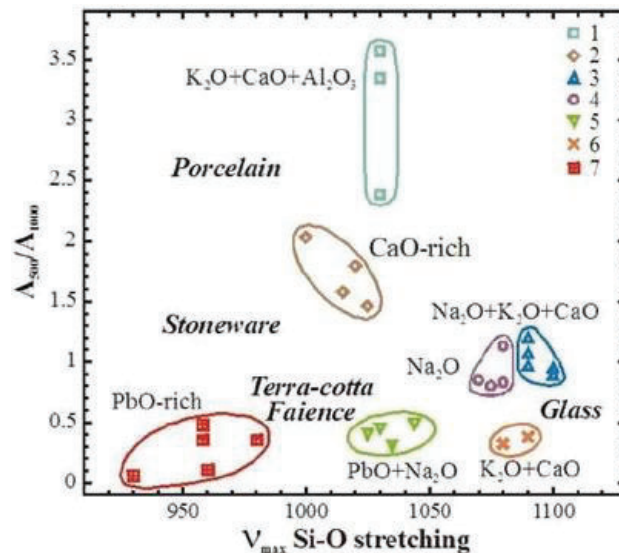 3.5
3
2.5
2
1.5
1
0.5
0
A₅₀₀/A₁₀₀₀
K₂O+CaO+Al₂O₃
1
2
3
4
5
6
7
Porcelain
CaO-rich
Stoneware
Na₂O+K₂O+CaO
Na₂O
PbO-rich
Terra-cotta
Faience
Glass
PbO+Na₂O
K₂O+CaO
950
1000
1050
1100
νmax Si-O stretching